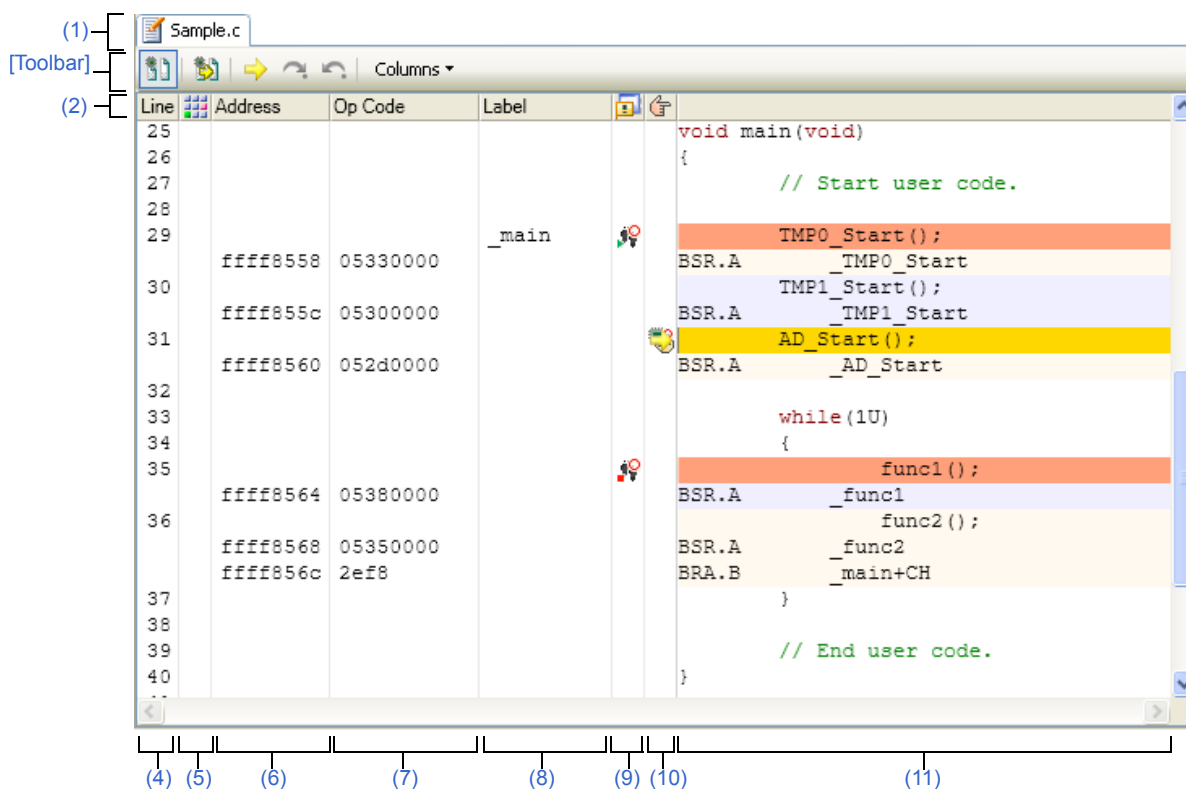 (1)
Sample.c
[Toolbar]
Columns
(2)
Line Address Op Code Label
25 void main(void)
26 {
27 // Start user code.
28
29 _main TMP0_Start();
ffff8558 05330000 BSR.A _TMP0_Start
30 TMP1_Start();
ffff855c 05300000 BSR.A _TMP1_Start
31 AD_Start();
ffff8560 052d0000 BSR.A _AD_Start
32
33 while(1U)
34 {
35 func1();
ffff8564 05380000 BSR.A _func1
36 func2();
ffff8568 05350000 BSR.A _func2
ffff856c 2ef8 BRA.B _main+CH
37 }
38
39 // End user code.
40 }
(4) (5) (6) (7) (8) (9) (10) (11)